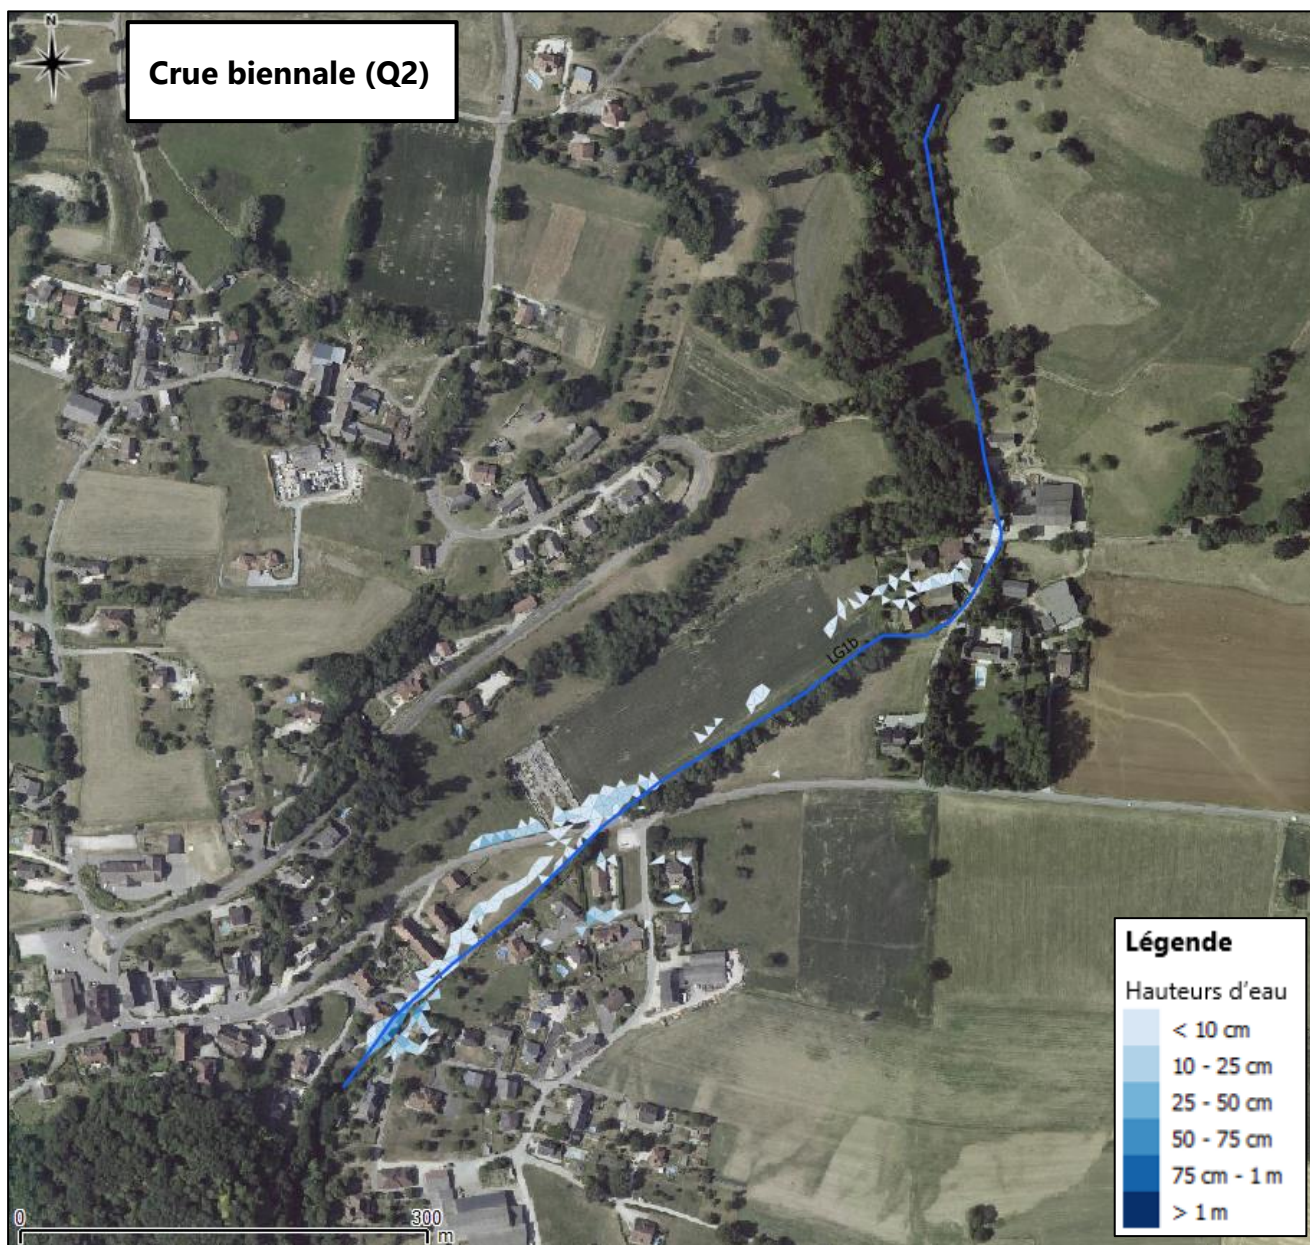 N
Crue biennale (Q2)
LG1b
Légende
Hauteurs d'eau
< 10 cm
10 - 25 cm
25 - 50 cm
50 - 75 cm
75 cm - 1 m
> 1 m
0
300
m